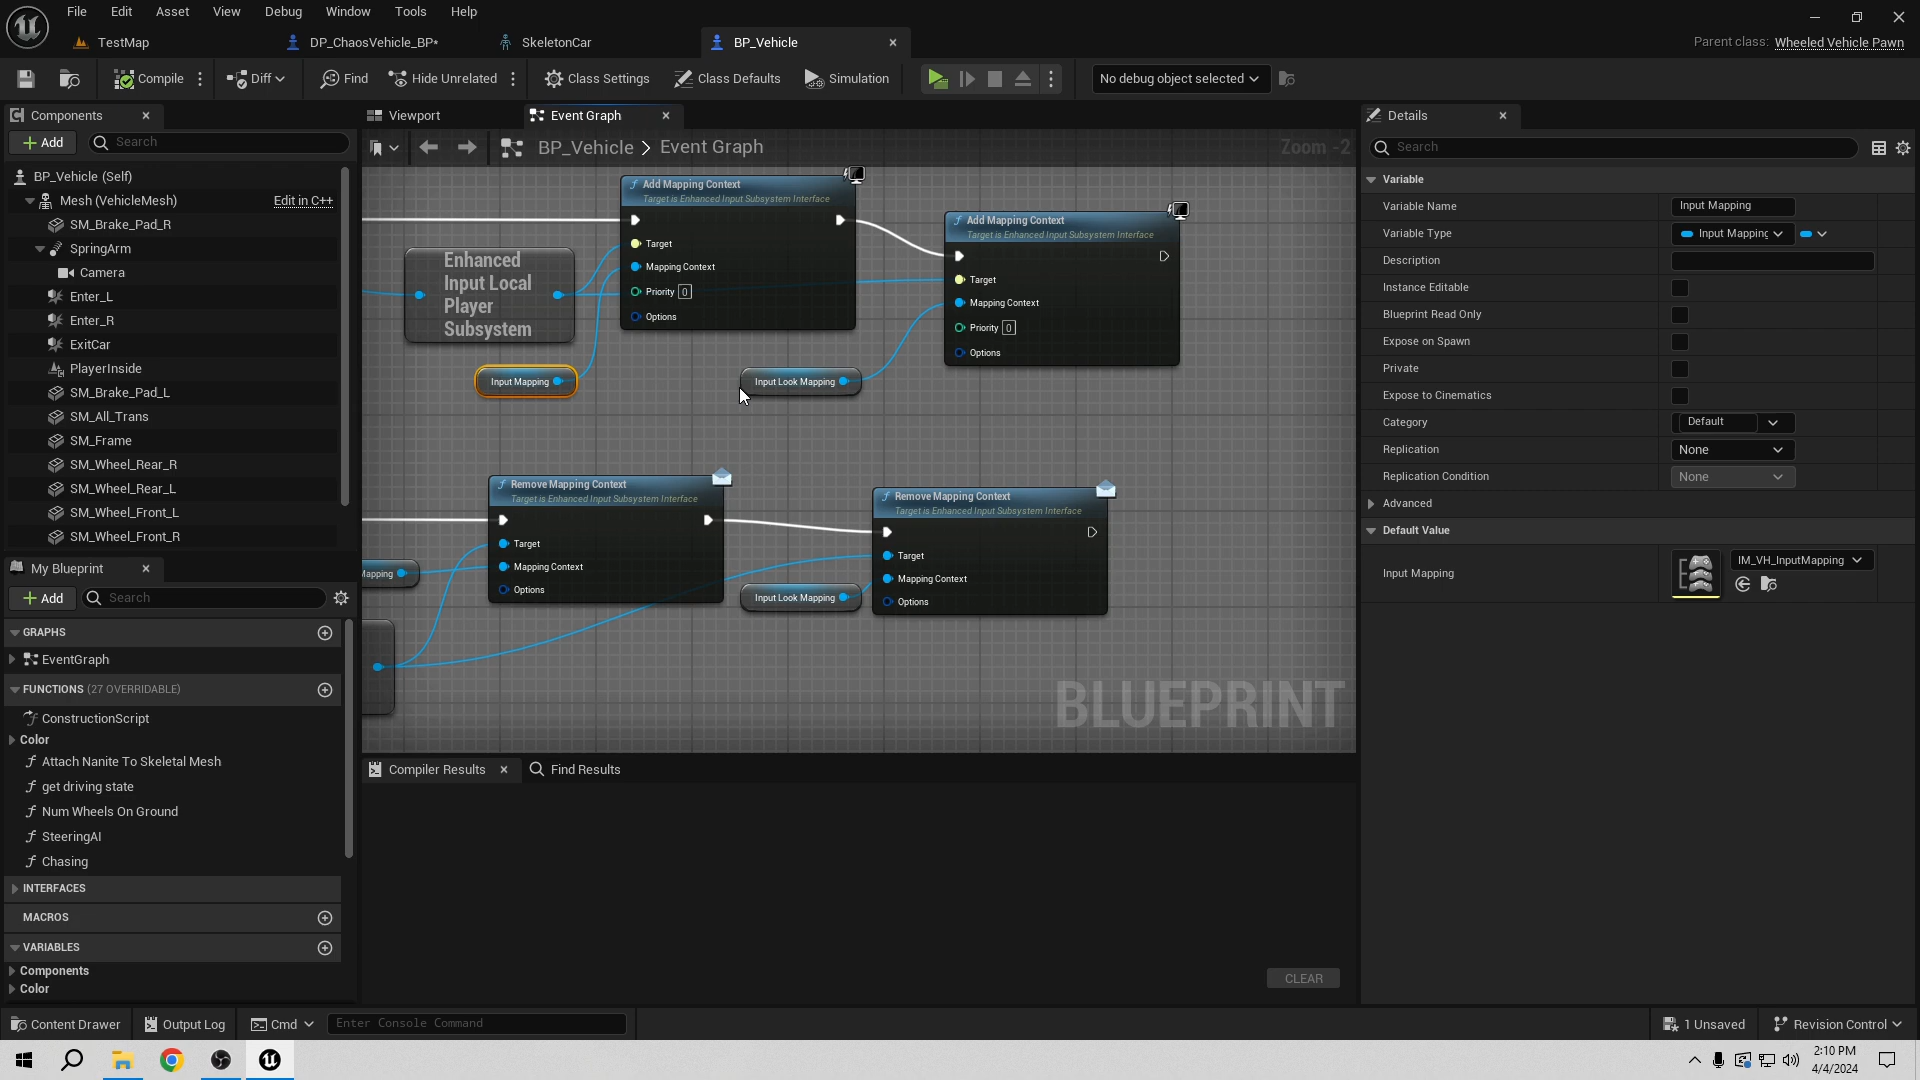 File Edit Asset View Debug Window Tools Help
TestMap DP_ChaosVehicle_BP* SkeletonCar BP_Vehicle
Parent class: Wheeled Vehicle Pawn
Compile Diff Find Hide Unrelated Class Settings Class Defaults Simulation No debug object selected
Components
Add Search
BP_Vehicle (Self)
Mesh (VehicleMesh) Edit in C++
SM_Brake_Pad_R
SpringArm
Camera
Enter_L
Enter_R
ExitCar
PlayerInside
SM_Brake_Pad_L
SM_All_Trans
SM_Frame
SM_Wheel_Rear_R
SM_Wheel_Rear_L
SM_Wheel_Front_L
SM_Wheel_Front_R
My Blueprint
Add Search
GRAPHS
EventGraph
FUNCTIONS (27 OVERRIDABLE)
ConstructionScript
Color
Attach Nanite To Skeletal Mesh
get driving state
Num Wheels On Ground
SteeringAI
Chasing
INTERFACES
MACROS
VARIABLES
Components
Color
Viewport Event Graph
BP_Vehicle > Event Graph
Zoom -2
Add Mapping Context
Target is Enhanced Input Subsystem Interface
Target
Mapping Context
Priority 0
Options
Enhanced
Input Local
Player
Subsystem
Input Mapping
Add Mapping Context
Target is Enhanced Input Subsystem Interface
Target
Mapping Context
Priority 0
Options
Input Look Mapping
Remove Mapping Context
Target is Enhanced Input Subsystem Interface
Target
Mapping Context
Options
Mapping
Remove Mapping Context
Target is Enhanced Input Subsystem Interface
Target
Mapping Context
Options
Input Look Mapping
BLUEPRINT
Compiler Results Find Results
CLEAR
Details
Search
Variable
Variable Name Input Mapping
Variable Type Input Mapping
Description
Instance Editable
Blueprint Read Only
Expose on Spawn
Private
Expose to Cinematics
Category Default
Replication None
Replication Condition None
Advanced
Default Value
Input Mapping IM_VH_InputMapping
Content Drawer Output Log Cmd Enter Console Command
1 Unsaved Revision Control
2:10 PM
4/4/2024